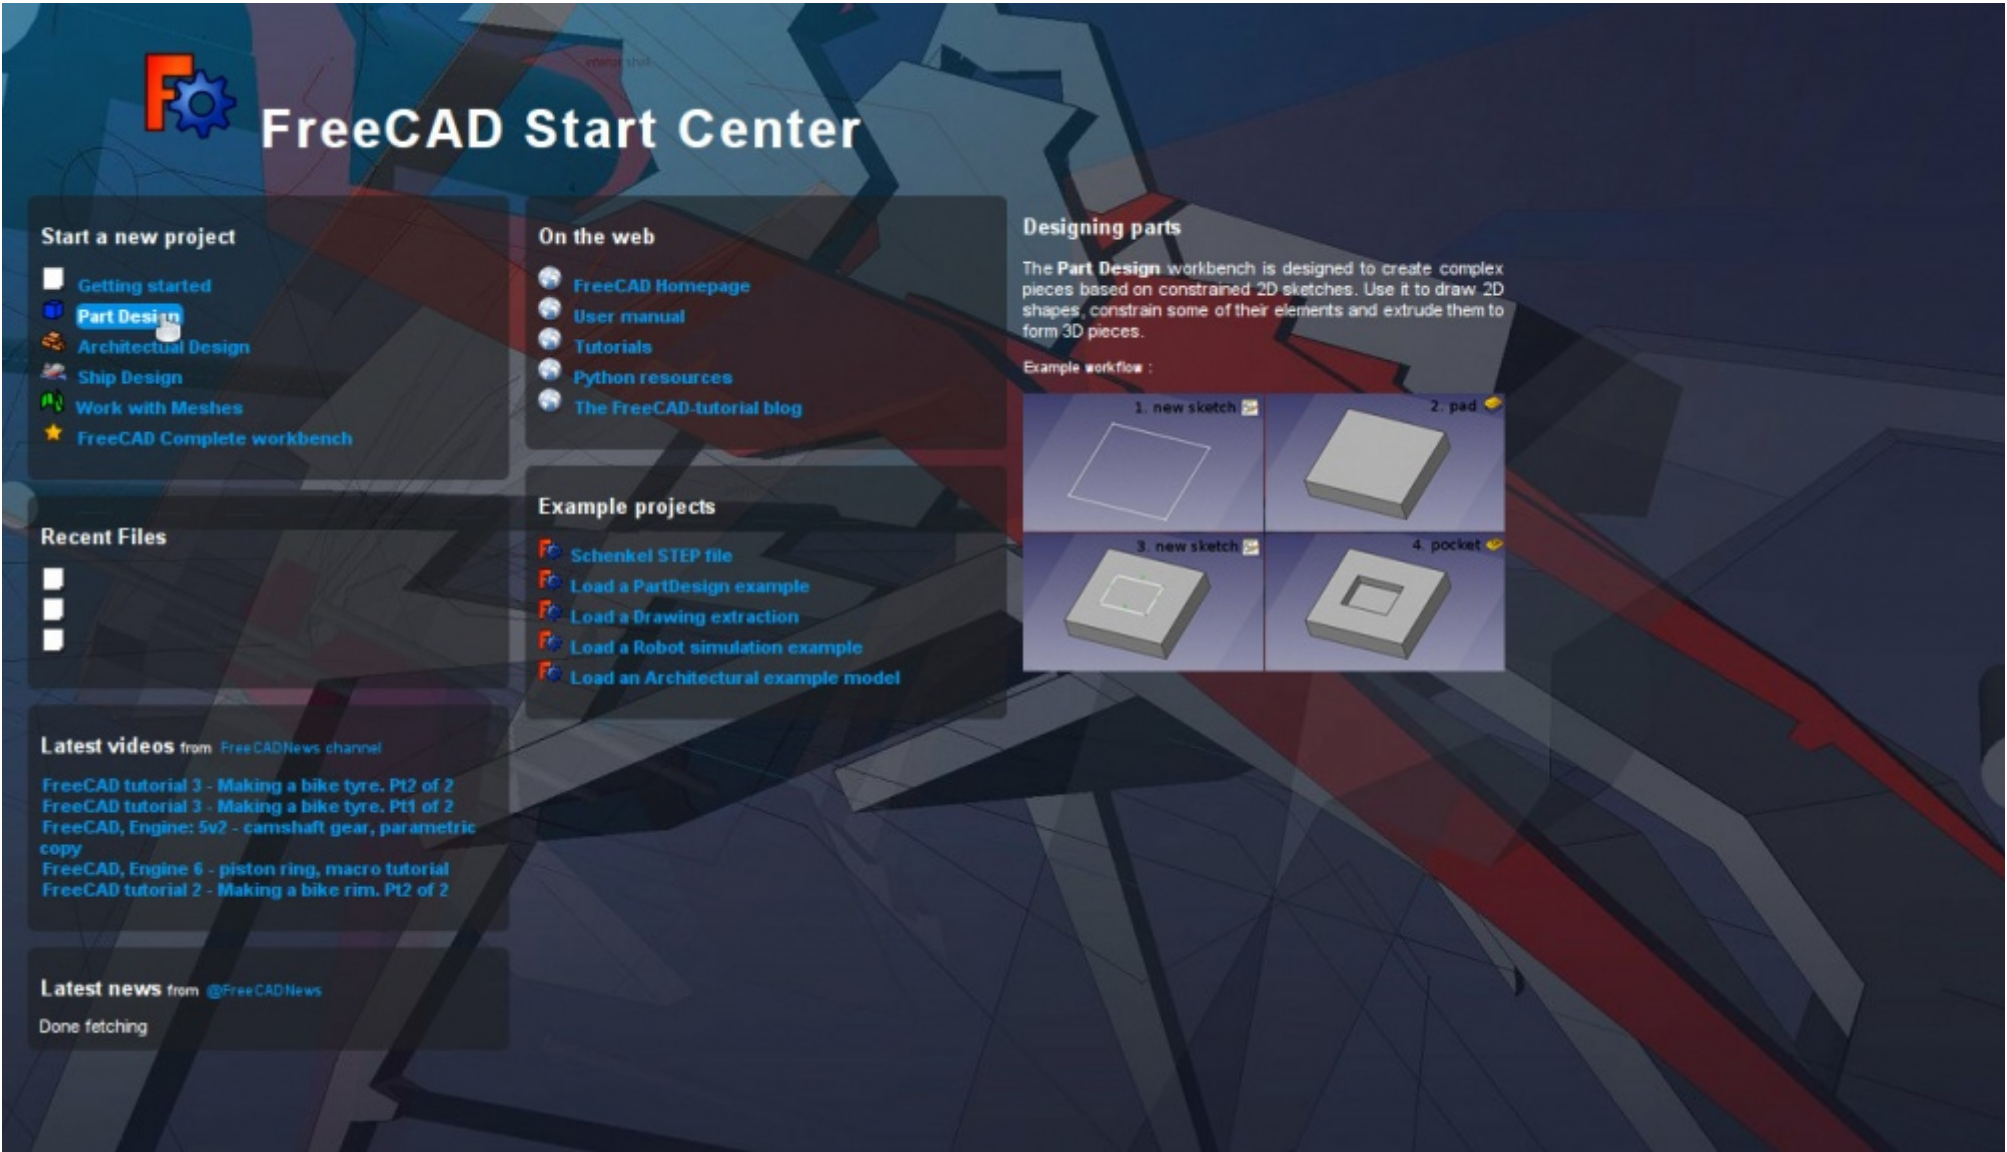 interior shell
FreeCAD Start Center
Start a new project
Getting started
Part Design
Architectual Design
Ship Design
Work with Meshes
FreeCAD Complete workbench
Recent Files
Latest videos from FreeCADNews channel
FreeCAD tutorial 3 - Making a bike tyre. Pt2 of 2
FreeCAD tutorial 3 - Making a bike tyre. Pt1 of 2
FreeCAD, Engine: 5v2 - camshaft gear, parametric
copy
FreeCAD, Engine 6 - piston ring, macro tutorial
FreeCAD tutorial 2 - Making a bike rim. Pt2 of 2
Latest news from @FreeCADNews
Done fetching
On the web
FreeCAD Homepage
User manual
Tutorials
Python resources
The FreeCAD-tutorial blog
Example projects
Schenkel STEP file
Load a PartDesign example
Load a Drawing extraction
Load a Robot simulation example
Load an Architectural example model
Designing parts
The Part Design workbench is designed to create complex
pieces based on constrained 2D sketches. Use it to draw 2D
shapes, constrain some of their elements and extrude them to
form 3D pieces.
Example workflow :
1. new sketch
2. pad
3. new sketch
4. pocket